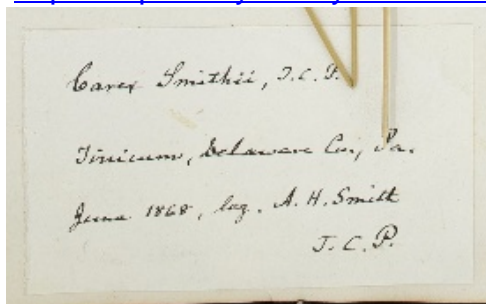 Carex Smithii, T.C.P.
Tinicum, Delaware Co., Pa.
June 1868, leg. A. H. Smith
T. C. P.